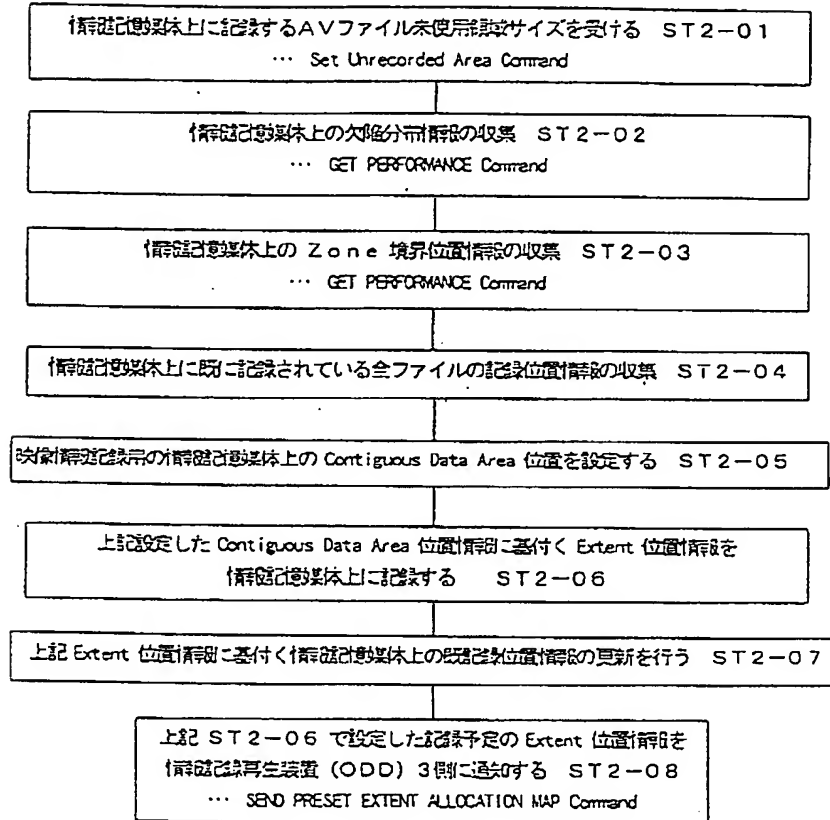 情報記憶媒体上に記録するAVファイル未使用領域サイズを受ける ST2-01
… Set Unrecorded Area Command
情報記憶媒体上の欠陥分布情報の収集 ST2-02
… GET PERFORMANCE Command
情報記憶媒体上の Zone 境界位置情報の収集 ST2-03
… GET PERFORMANCE Command
情報記憶媒体上に既に記録されている全ファイルの記録位置情報の収集 ST2-04
映像情報記録用の情報記憶媒体上の Contiguous Data Area 位置を設定する ST2-05
上記設定した Contiguous Data Area 位置情報に基付く Extent 位置情報を
情報記憶媒体上に記録する ST2-06
上記 Extent 位置情報に基付く情報記憶媒体上の既記録位置情報の更新を行う ST2-07
上記 ST2-06 で設定した記録予定の Extent 位置情報を
情報記録再生装置(ODD)3側に通知する ST2-08
… SEND PRESET EXTENT ALLOCATION MAP Command